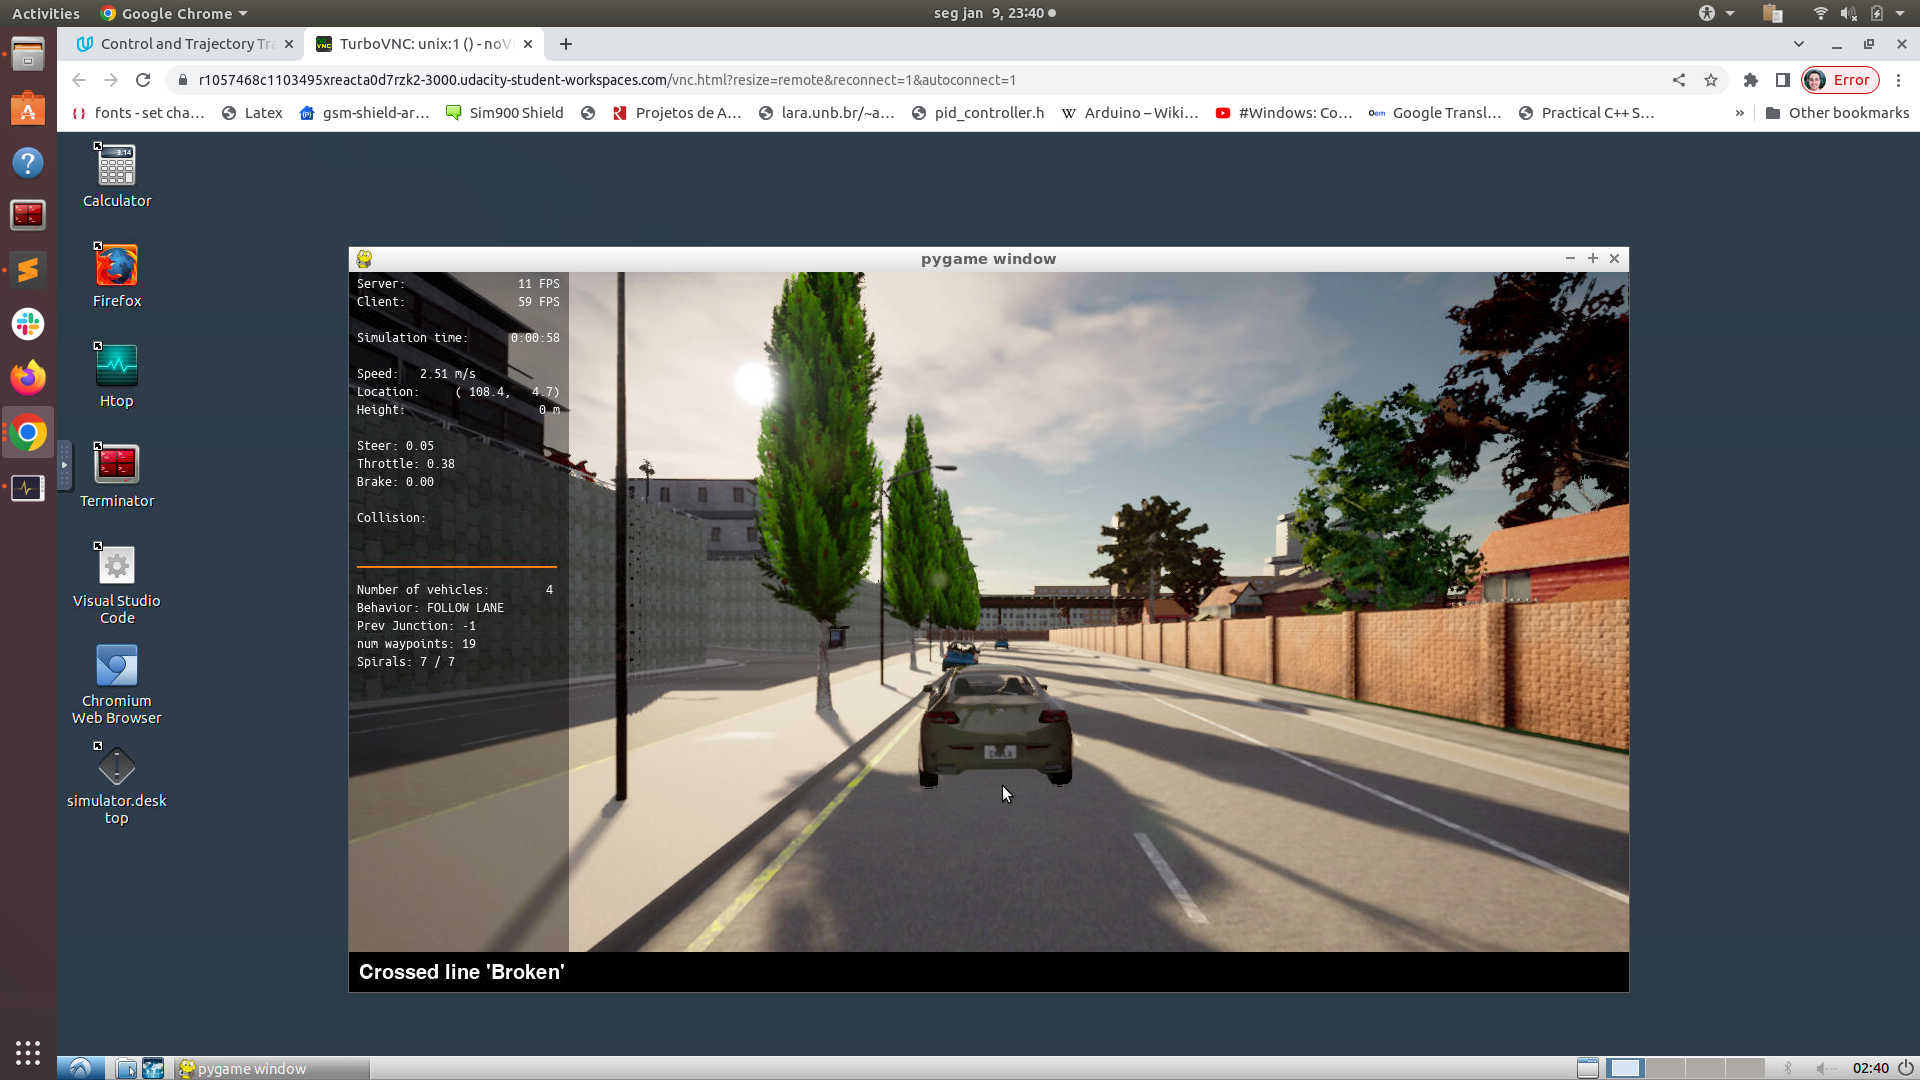 Activities
Google Chrome
seg jan 9, 23:40
Control and Trajectory Tra
TurboVNC: unix:1 () - noV
r1057468c1103495xreacta0d7rzk2-3000.udacity-student-workspaces.com/vnc.html?resize=remote&reconnect=1&autoconnect=1
Error
fonts - set cha...
Latex
gsm-shield-ar...
Sim900 Shield
Projetos de A...
lara.unb.br/~a...
pid_controller.h
Arduino – Wiki...
#Windows: Co...
Google Transl...
Practical C++ S...
»
Other bookmarks
3.14
Calculator
Firefox
Htop
Terminator
Visual Studio
Code
Chromium
Web Browser
simulator.desk
top
pygame window
Server: 11 FPS
Client: 59 FPS
Simulation time: 0:00:58
Speed: 2.51 m/s
Location: ( 108.4, 4.7)
Height: 0 m
Steer: 0.05
Throttle: 0.38
Brake: 0.00
Collision:
Number of vehicles: 4
Behavior: FOLLOW LANE
Prev Junction: -1
num waypoints: 19
Spirals: 7 / 7
Crossed line 'Broken'
pygame window
02:40